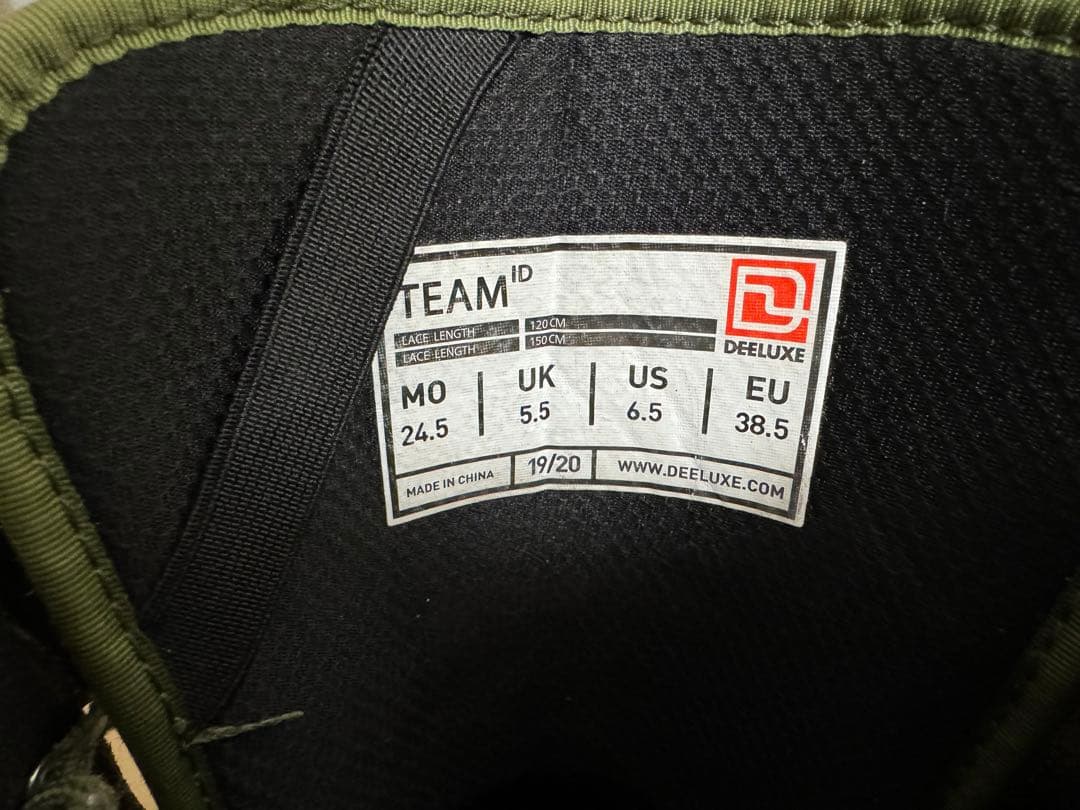 TEAM ID
LACE LENGTH 120CM
LACE LENGTH 150CM
DEELUXE
MO UK US EU
24.5 5.5 6.5 38.5
MADE IN CHINA 19/20 WWW.DEELUXE.COM